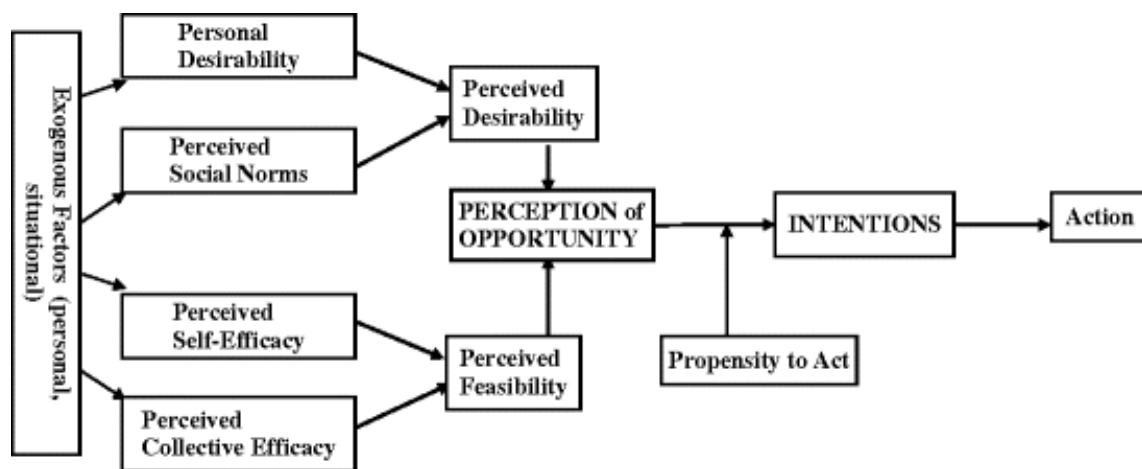 Exogenous Factors (personal,
situational)
Personal
Desirability
Perceived
Social Norms
Perceived
Self-Efficacy
Perceived
Collective Efficacy
Perceived
Desirability
PERCEPTION of
OPPORTUNITY
Perceived
Feasibility
Propensity to Act
INTENTIONS
Action